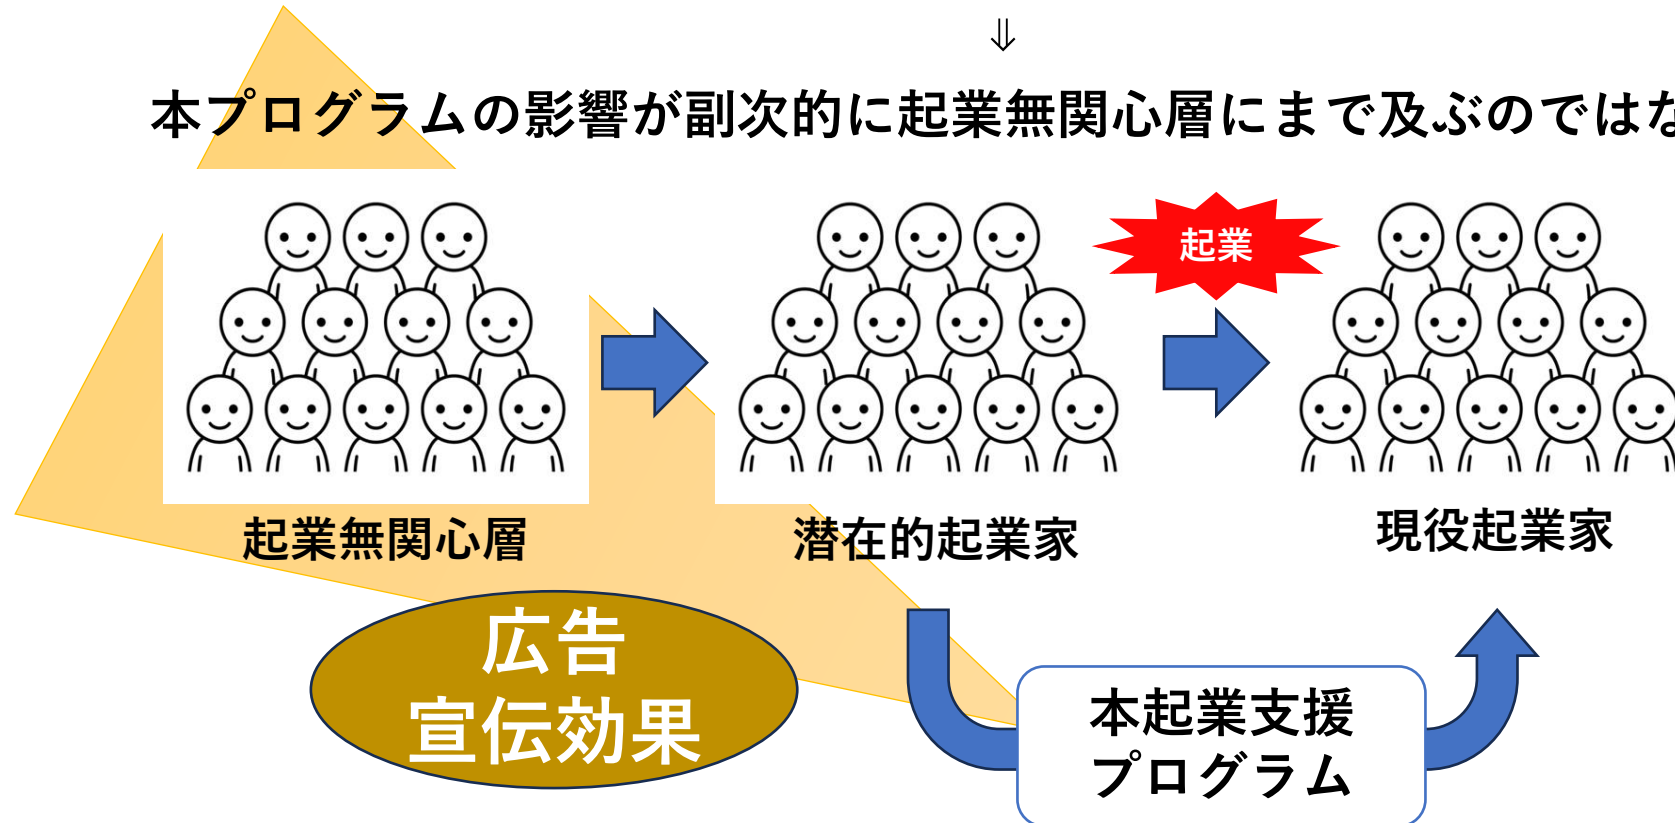 ⇓
本プログラムの影響が副次的に起業無関心層にまで及ぶのではな
起業
起業無関心層
潜在的起業家
現役起業家
広告
宣伝効果
本起業支援
プログラム